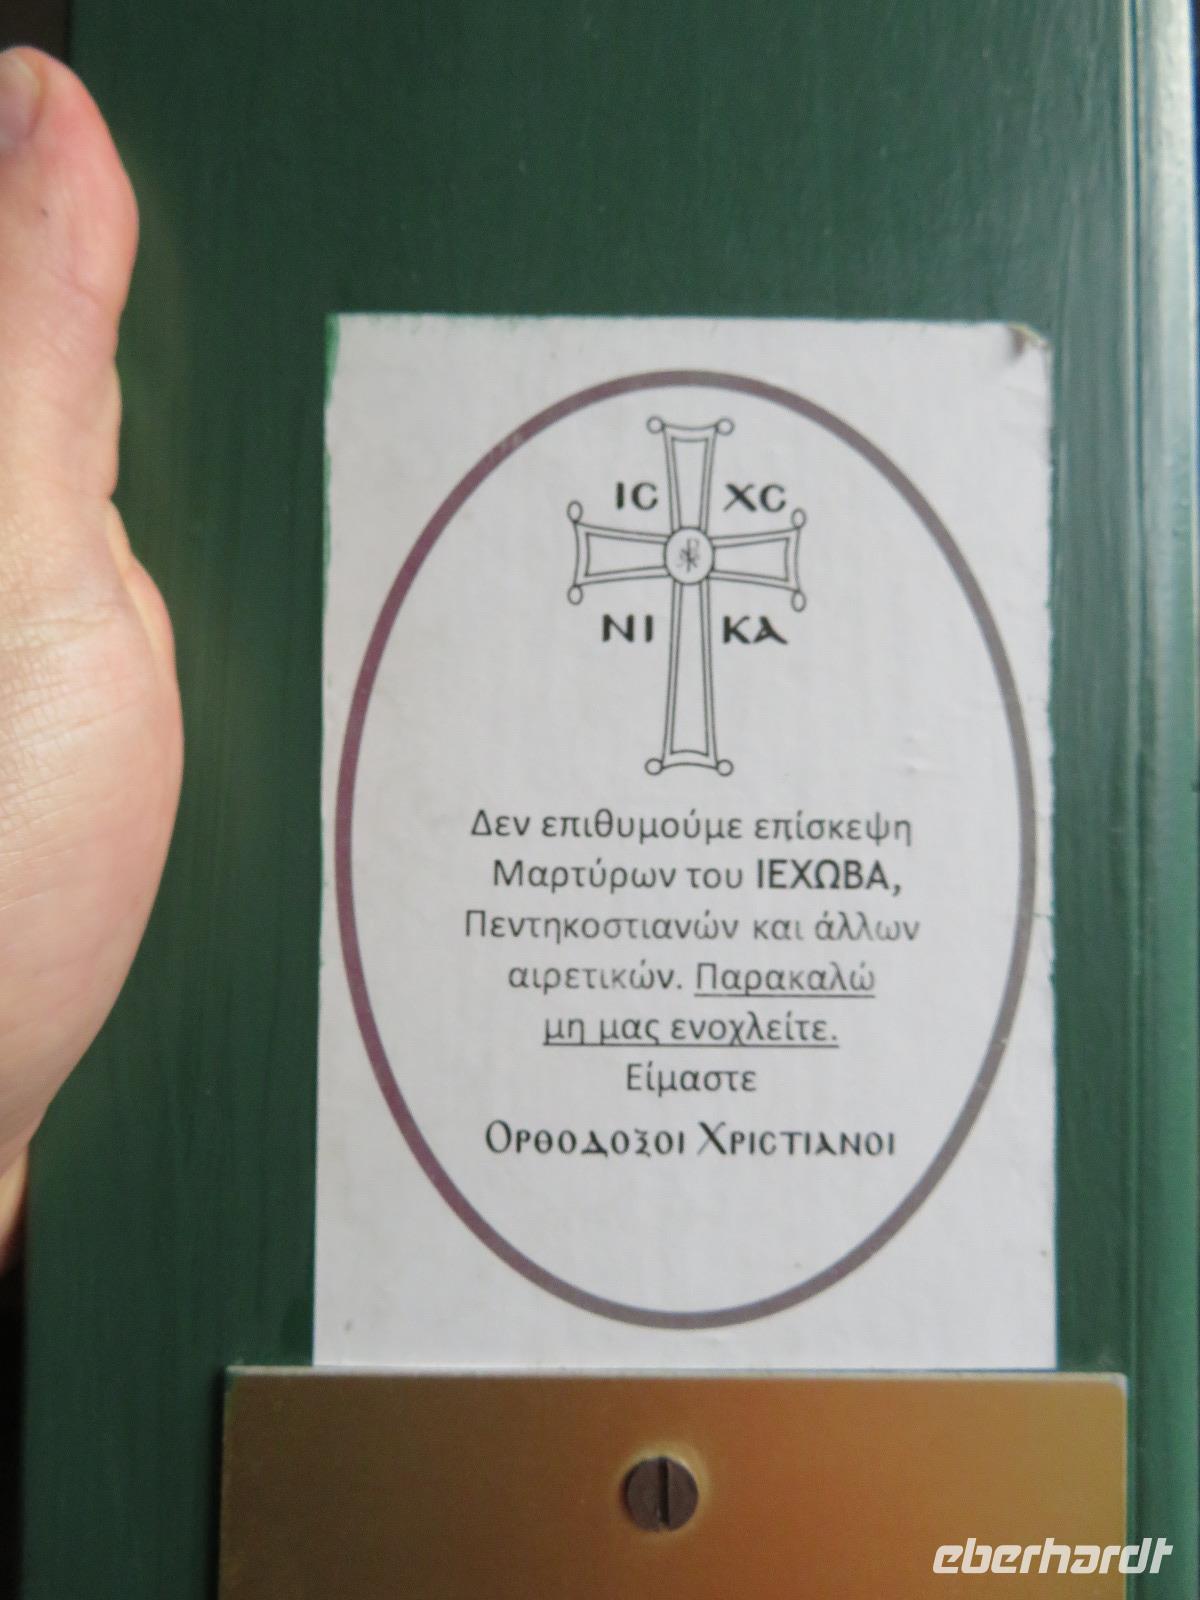 IC XC
NI KA
Δεν επιθυμούμε επίσκεψη
Μαρτύρων του ΙΕΧΩΒΑ,
Πεντηκοστιανών και άλλων
αιρετικών. Παρακαλώ
μη μας ενοχλείτε.
Είμαστε
ΟΡΘΟΔΟΞΟΙ ΧΡΙCΤΙΑΝΟΙ
eberhardt